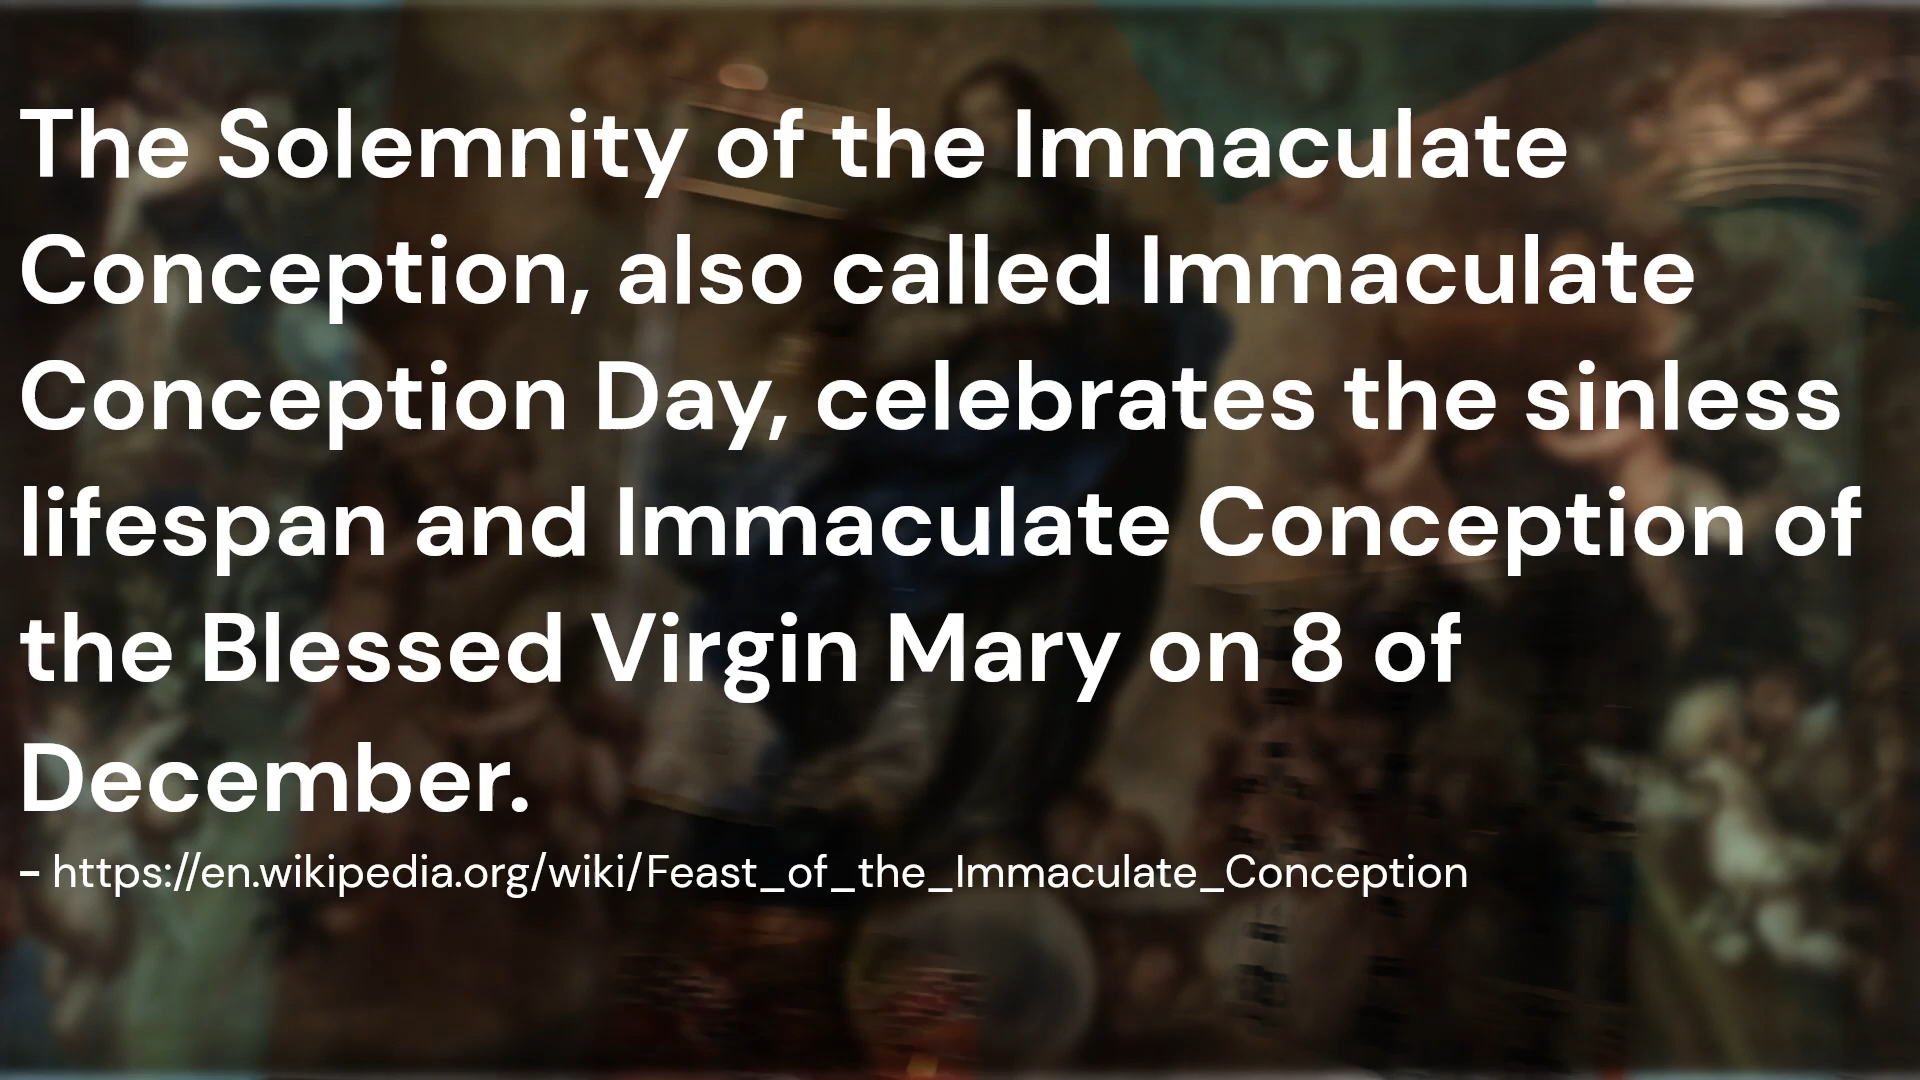 The Solemnity of the Immaculate
Conception, also called Immaculate
Conception Day, celebrates the sinless
lifespan and Immaculate Conception of
the Blessed Virgin Mary on 8 of
December.
– https://en.wikipedia.org/wiki/Feast_of_the_Immaculate_Conception